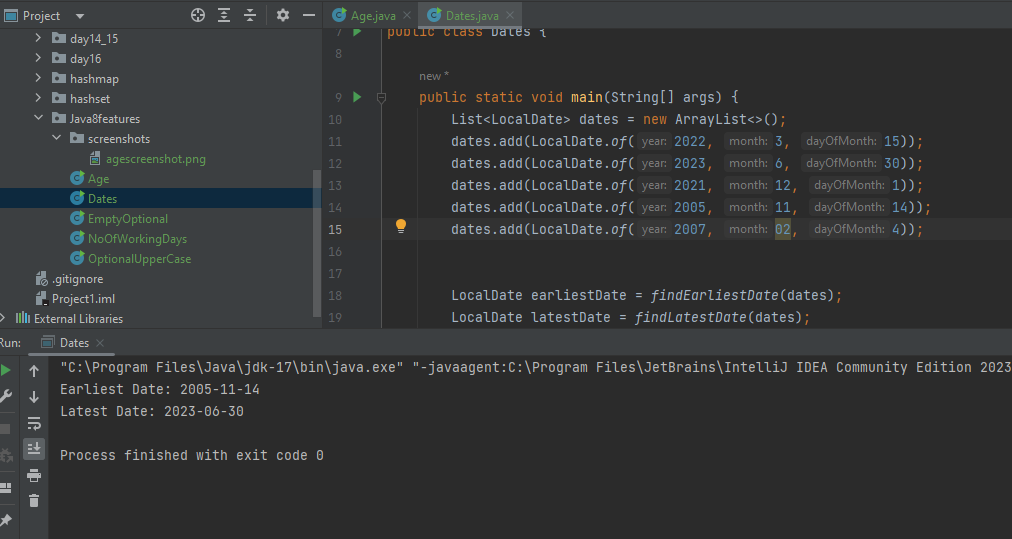 Project
Age.java
Dates.java
day14_15
day16
hashmap
hashset
Java8features
screenshots
agescreenshot.png
Age
Dates
EmptyOptional
NoOfWorkingDays
OptionalUpperCase
.gitignore
Project1.iml
External Libraries
7 public class Dates {
8
new *
9 public static void main(String[] args) {
10 List<LocalDate> dates = new ArrayList<>();
11 dates.add(LocalDate.of( year: 2022, month: 3, dayOfMonth: 15));
12 dates.add(LocalDate.of( year: 2023, month: 6, dayOfMonth: 30));
13 dates.add(LocalDate.of( year: 2021, month: 12, dayOfMonth: 1));
14 dates.add(LocalDate.of( year: 2005, month: 11, dayOfMonth: 14));
15 dates.add(LocalDate.of( year: 2007, month: 02, dayOfMonth: 4));
16
17
18 LocalDate earliestDate = findEarliestDate(dates);
19 LocalDate latestDate = findLatestDate(dates);
Run: Dates
"C:\Program Files\Java\jdk-17\bin\java.exe" "-javaagent:C:\Program Files\JetBrains\IntelliJ IDEA Community Edition 2023
Earliest Date: 2005-11-14
Latest Date: 2023-06-30
Process finished with exit code 0